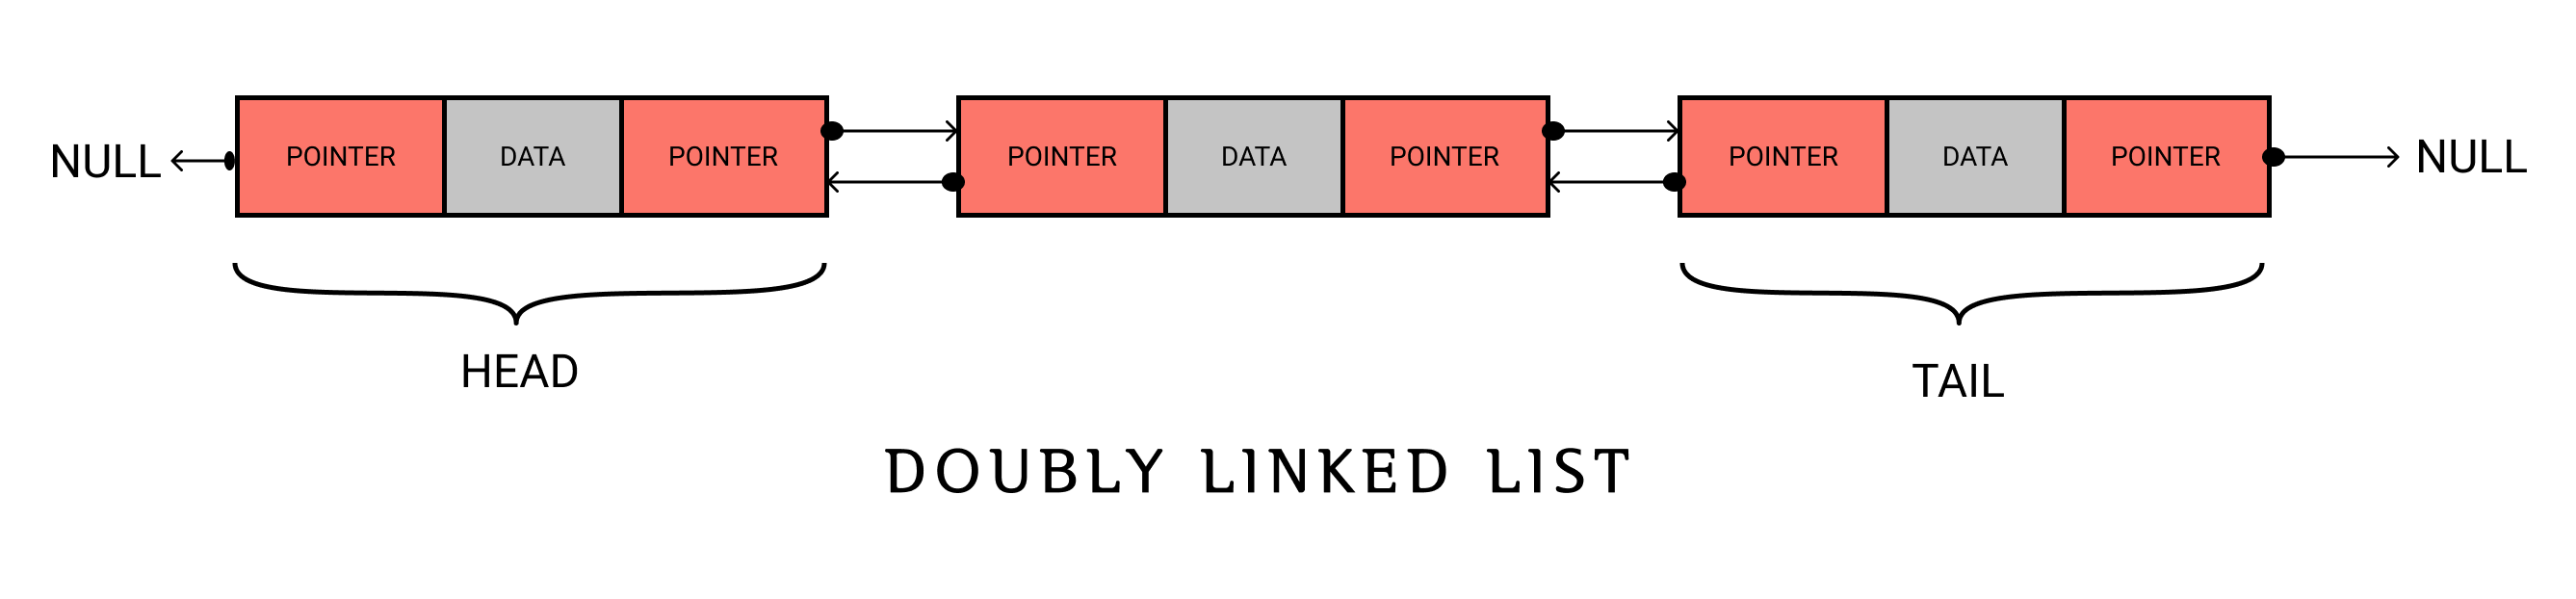 NULL POINTER DATA POINTER POINTER DATA POINTER POINTER DATA POINTER NULL
HEAD TAIL
DOUBLY LINKED LIST